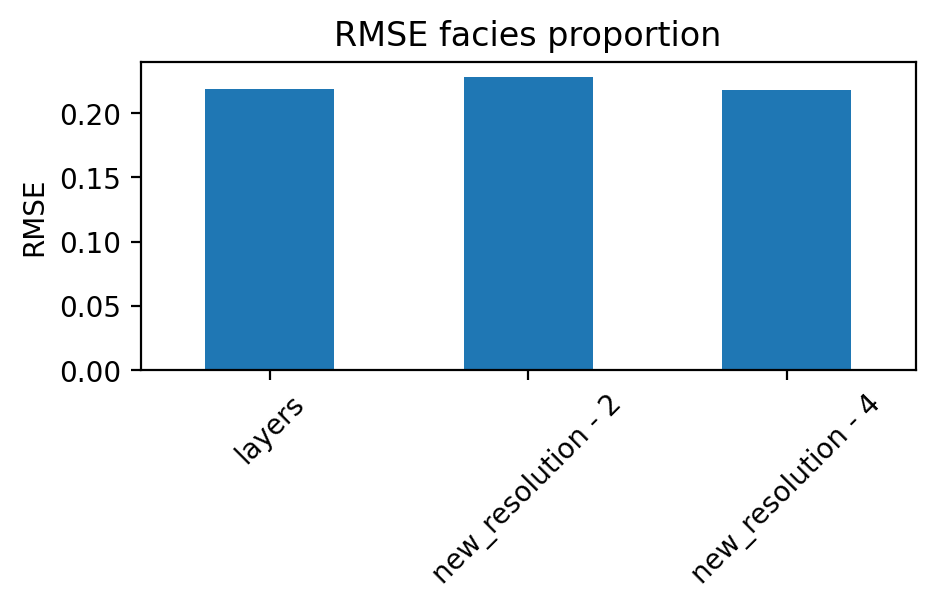 RMSE facies proportion
RMSE
0.20
0.15
0.10
0.05
0.00
layers
new_resolution - 2
new_resolution - 4